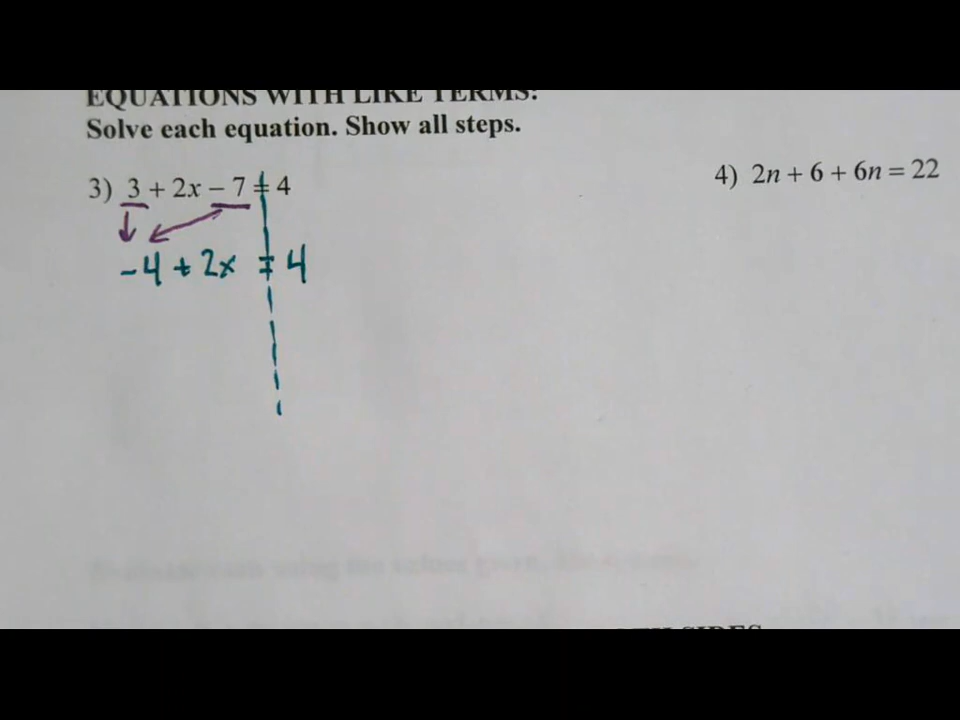 EQUATIONS WITH LIKE TERMS:
Solve each equation. Show all steps.
3) 3 + 2x − 7 = 4
-4 + 2x = 4
4) 2n + 6 + 6n = 22